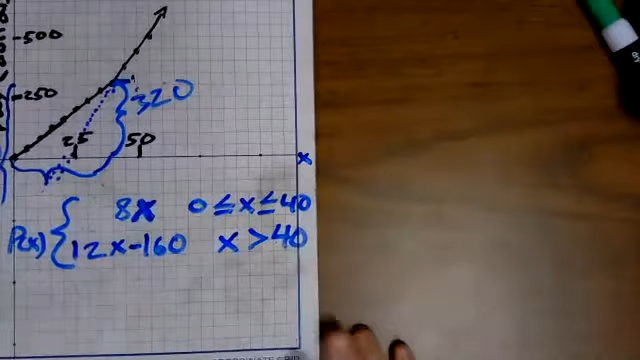 500
250
320
25 50
x
8x 0 ≤ x ≤ 40
P(x) {
12x-160 x > 40